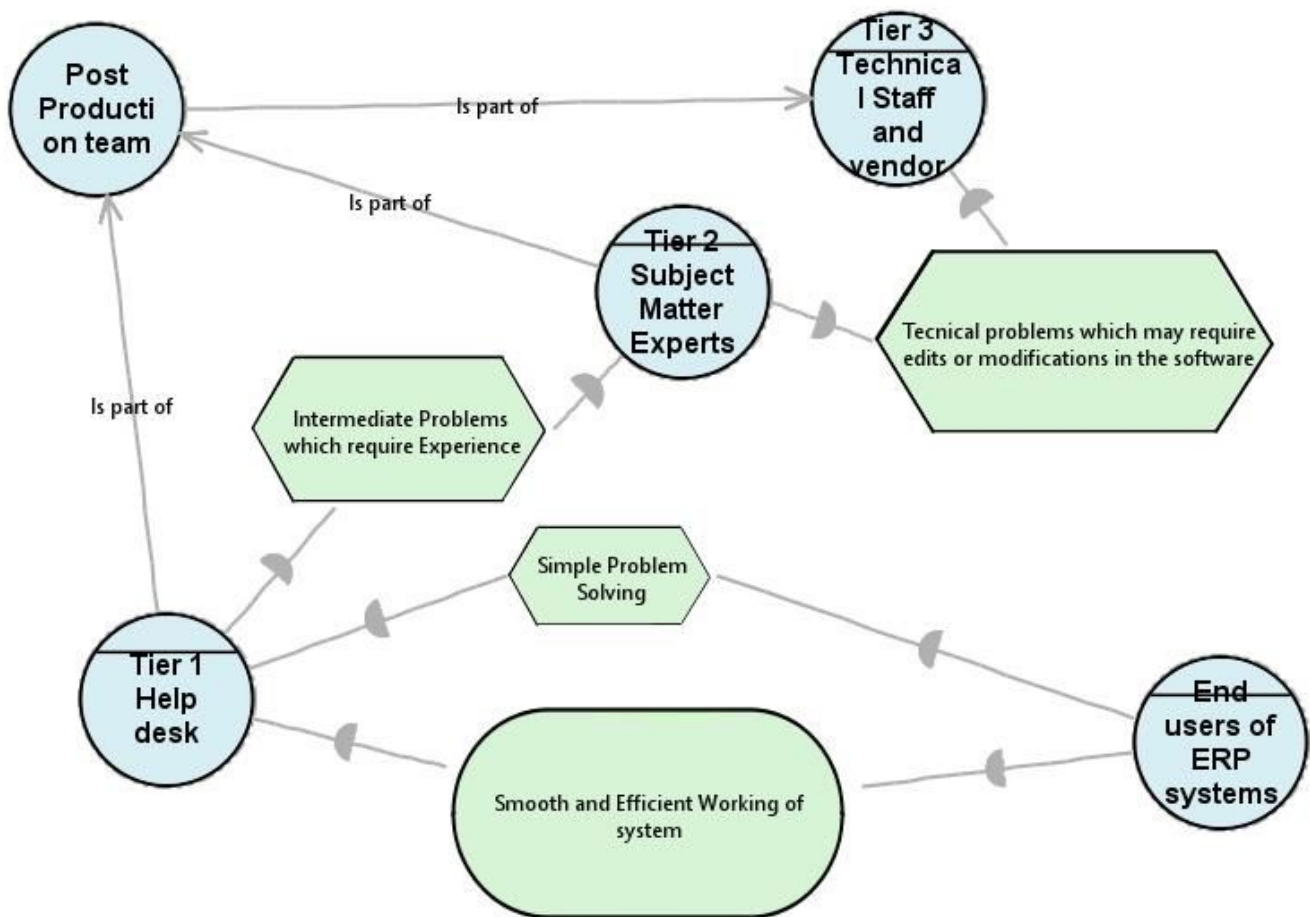 Post
Producti
on team
Is part of
Tier 3
Technica
l Staff
and
vendor
Is part of
Tier 2
Subject
Matter
Experts
Tecnical problems which may require
edits or modifications in the software
Is part of
Intermediate Problems
which require Experience
Simple Problem
Solving
Tier 1
Help
desk
End
users of
ERP
systems
Smooth and Efficient Working of
system